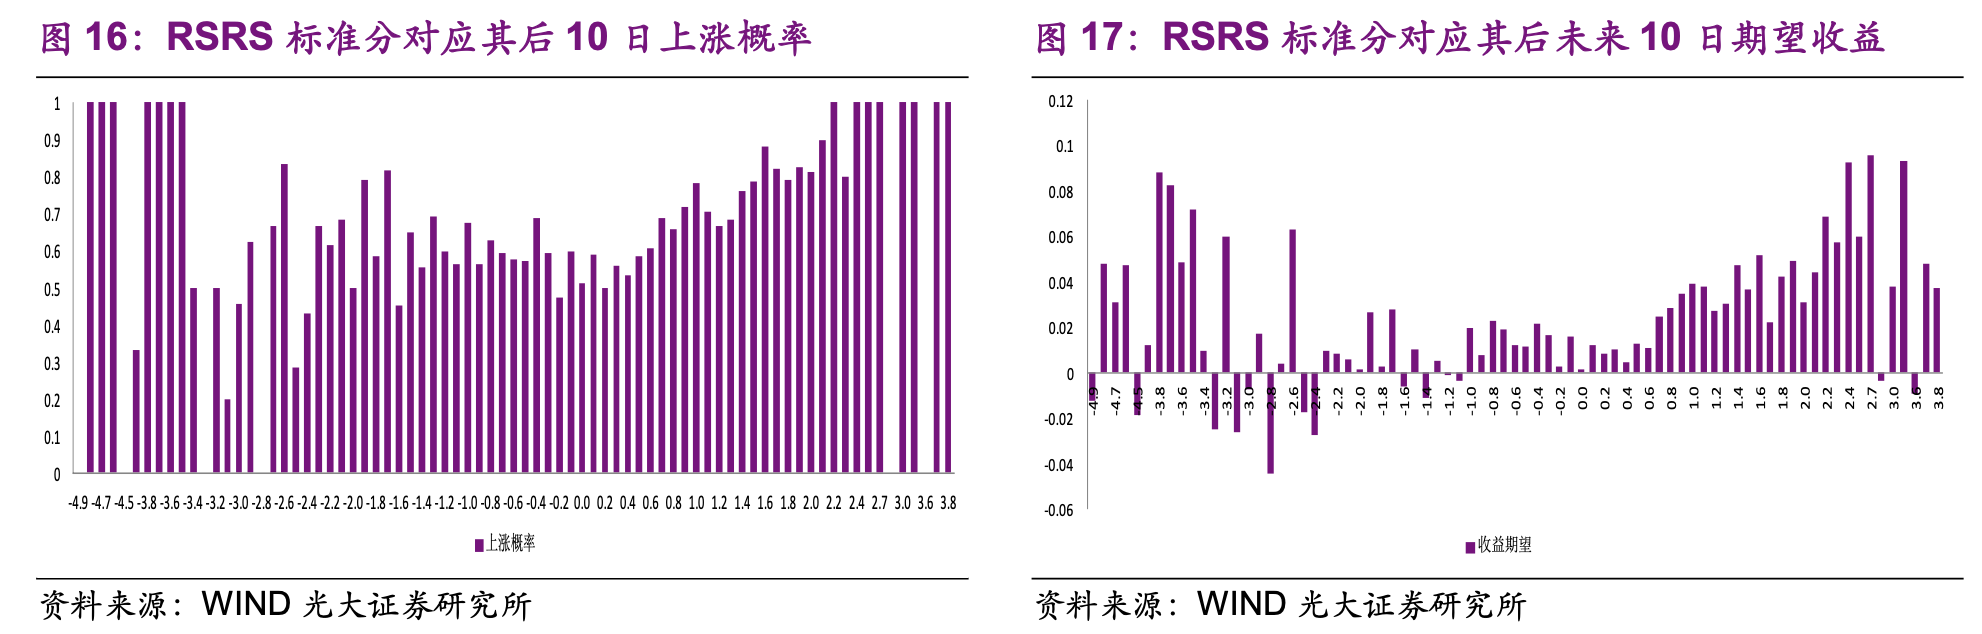 图 16：RSRS 标准分对应其后 10 日上涨概率
1
0.9
0.8
0.7
0.6
0.5
0.4
0.3
0.2
0.1
0
-4.9 -4.7 -4.5 -3.8 -3.6 -3.4 -3.2 -3.0 -2.8 -2.6 -2.4 -2.2 -2.0 -1.8 -1.6 -1.4 -1.2 -1.0 -0.8 -0.6 -0.4 -0.2 0.0 0.2 0.4 0.6 0.8 1.0 1.2 1.4 1.6 1.8 2.0 2.2 2.4 2.7 3.0 3.6 3.8
上涨概率
资料来源：WIND 光大证券研究所
图 17：RSRS 标准分对应其后未来 10 日期望收益
0.12
0.1
0.08
0.06
0.04
0.02
0
-0.02
-0.04
-0.06
-4.9 -4.7 -4.5 -3.8 -3.6 -3.4 -3.2 -3.0 -2.8 -2.6 -2.4 -2.2 -2.0 -1.8 -1.6 -1.4 -1.2 -1.0 -0.8 -0.6 -0.4 -0.2 0.0 0.2 0.4 0.6 0.8 1.0 1.2 1.4 1.6 1.8 2.0 2.2 2.4 2.7 3.0 3.6 3.8
收益期望
资料来源：WIND 光大证券研究所